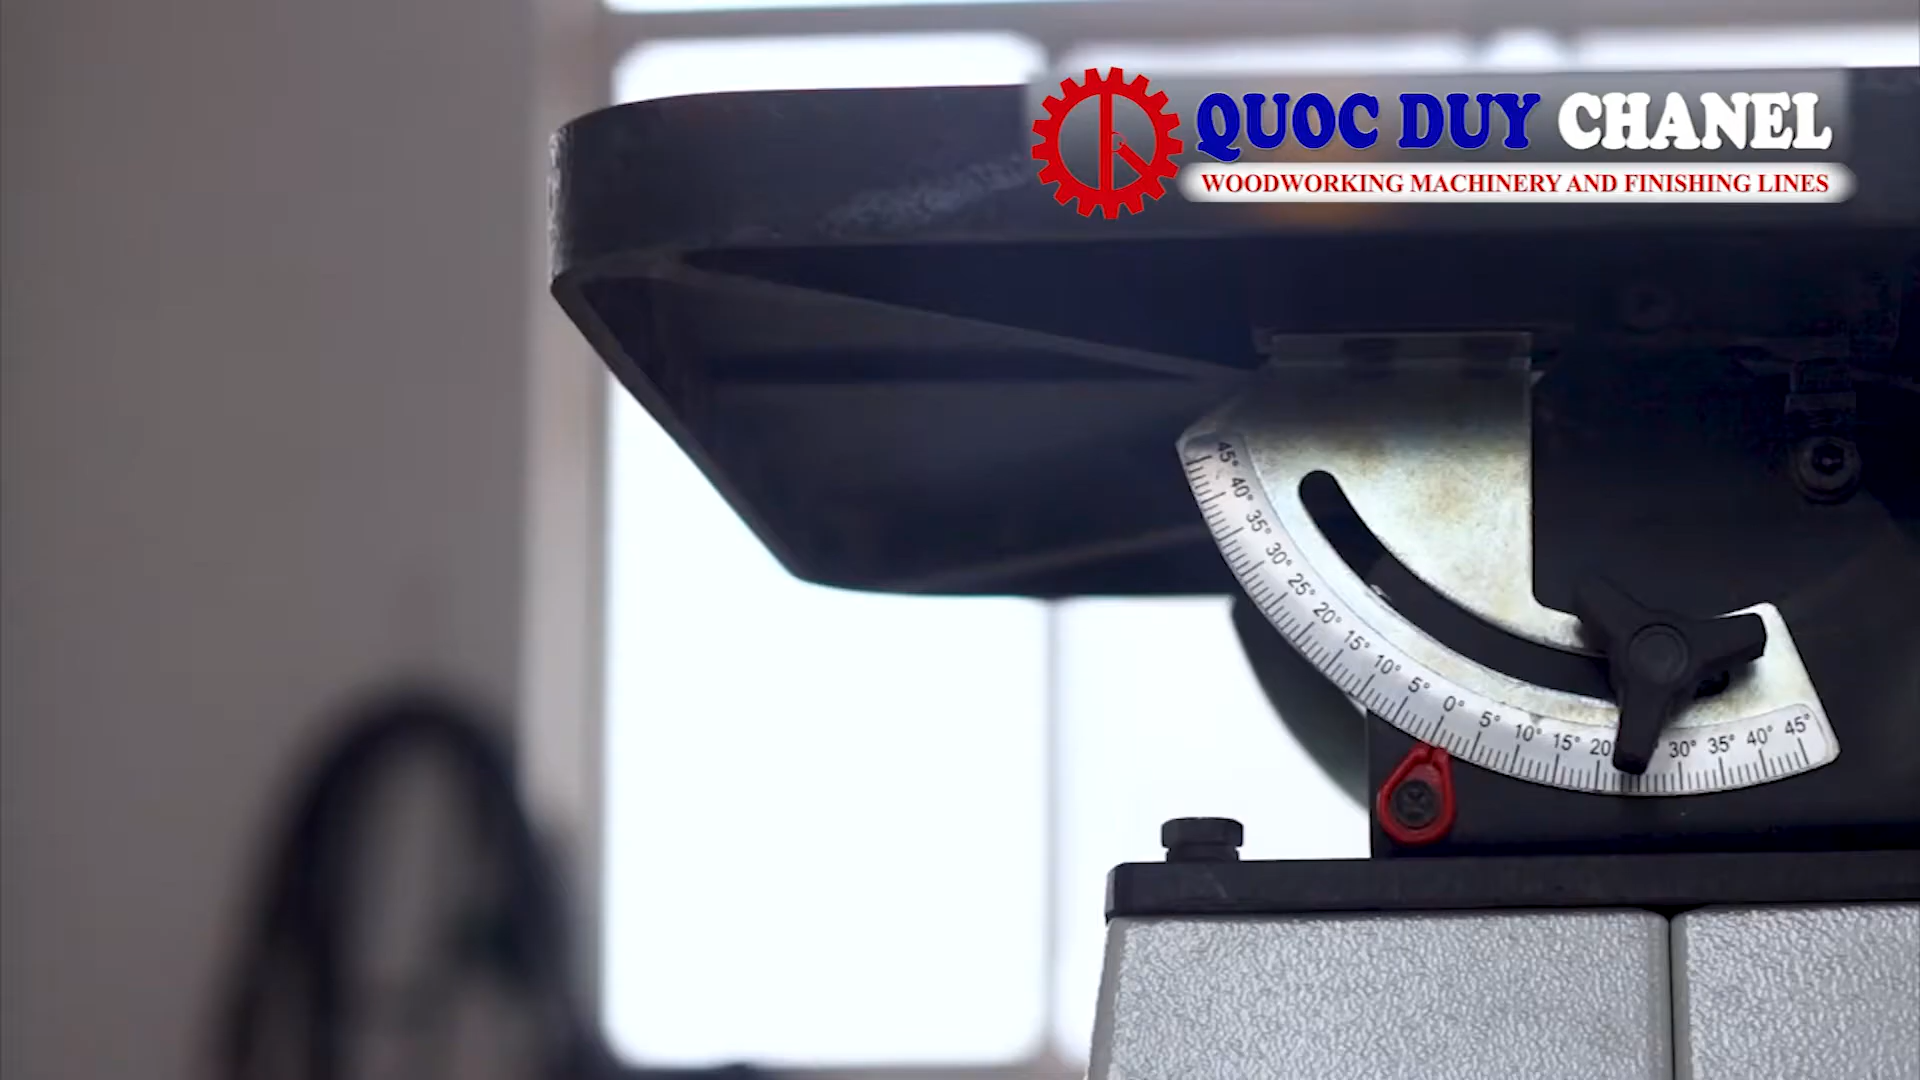 QUOC DUY CHANEL
WOODWORKING MACHINERY AND FINISHING LINES
45° 40° 35° 30° 25° 20° 15° 10° 5° 0° 5° 10° 15° 20 30° 35° 40° 45°